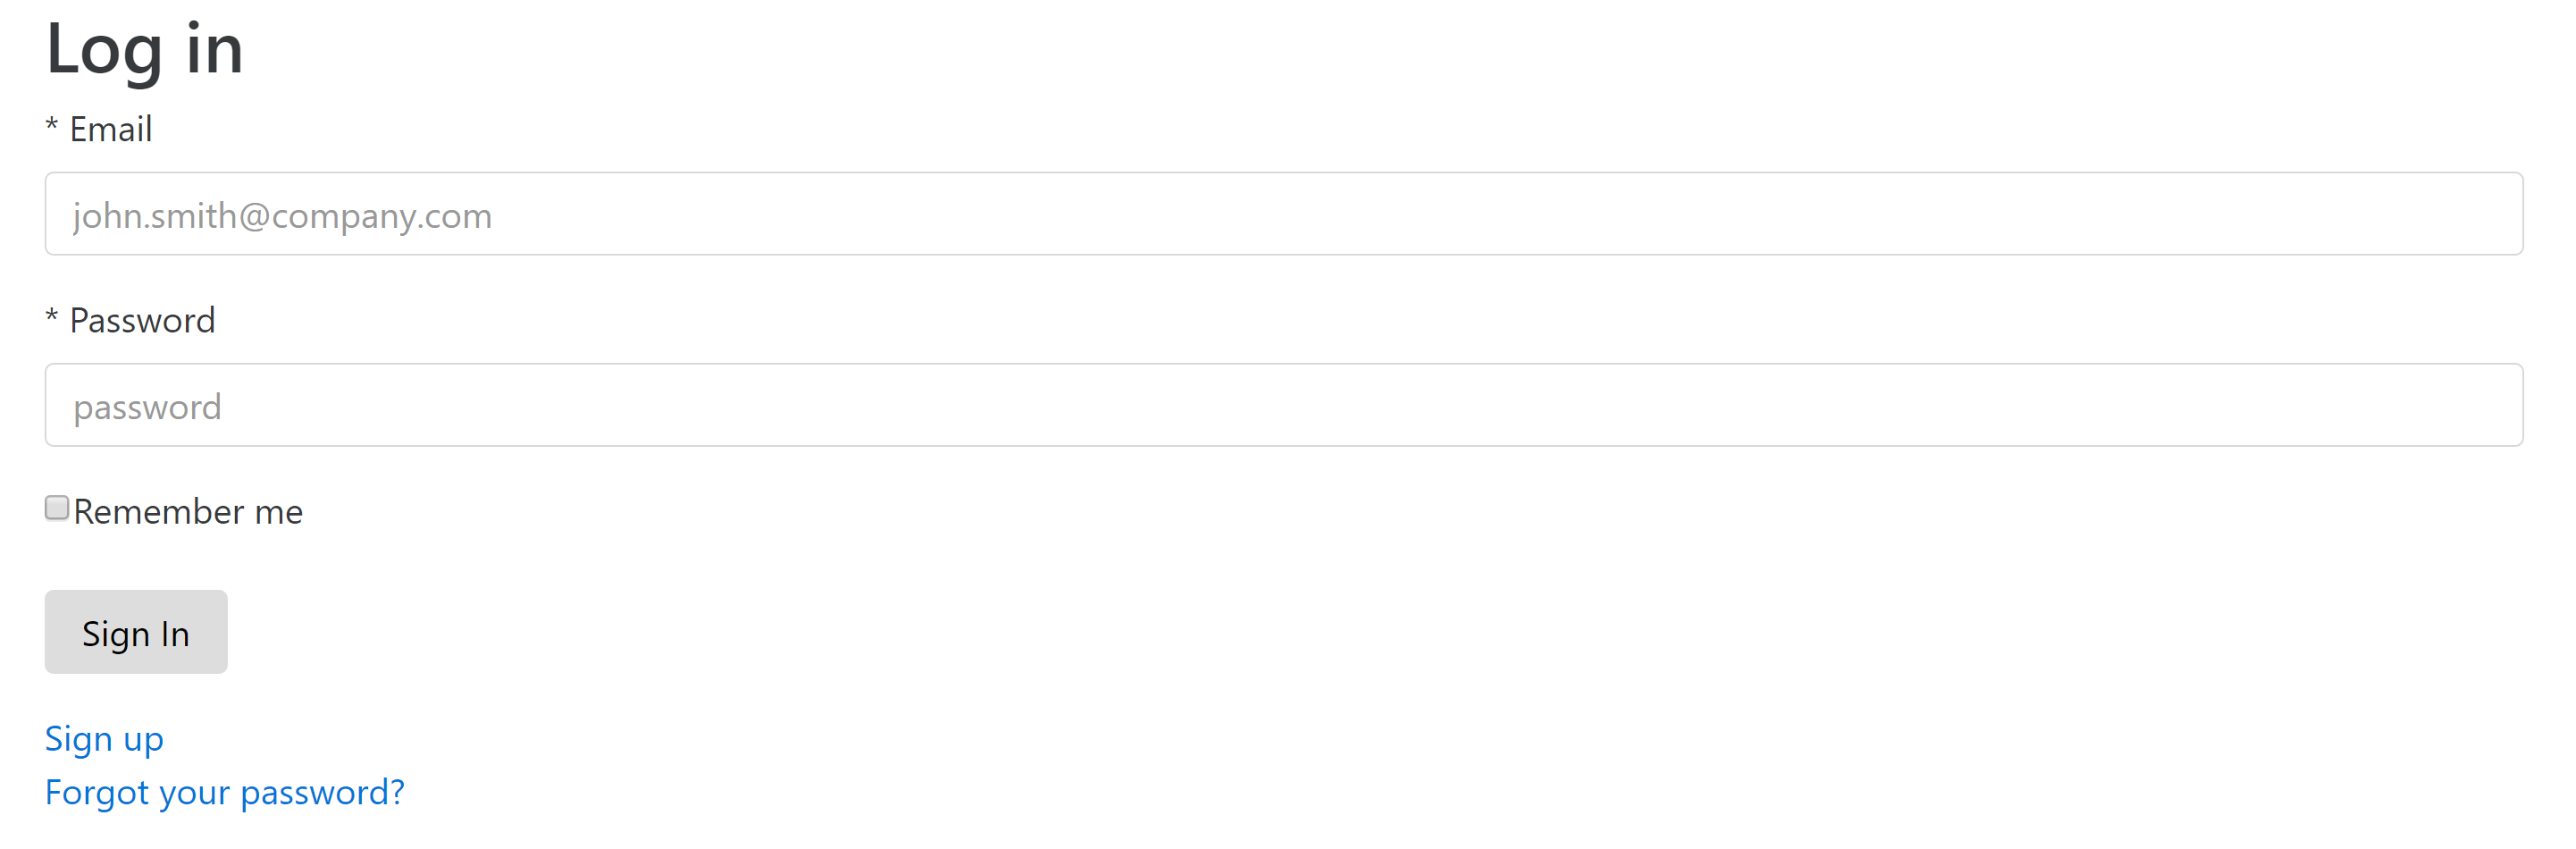 Log in
* Email
john.smith@company.com
* Password
password
Remember me
Sign In
Sign up
Forgot your password?